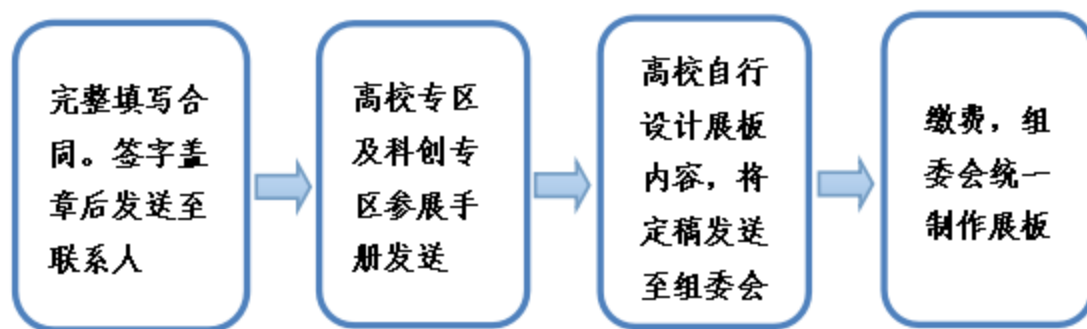 完整填写合
同。签字盖
章后发送至
联系人
高校专区
及科创专
区参展手
册发送
高校自行
设计展板
内容，将
定稿发送
至组委会
缴费，组
委会统一
制作展板